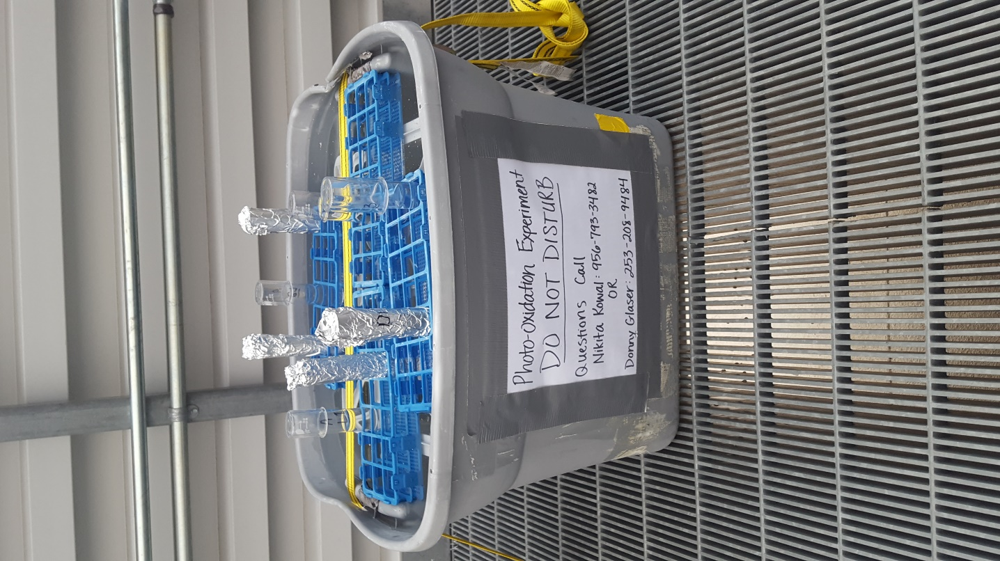 Photo-Oxidation Experiment
DO NOT DISTURB
Questions Call
Nikita Kowal: 956-793-3482
OR
Donny Glaser: 253-208-9484
D